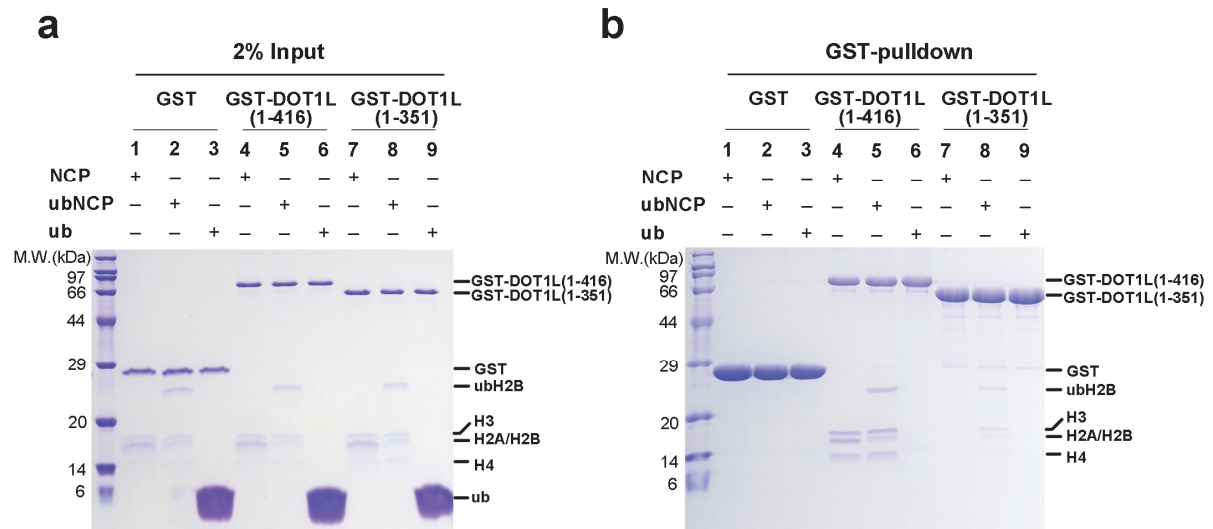 a
2% Input
GST GST-DOT1L (1-416) GST-DOT1L (1-351)
1 2 3 4 5 6 7 8 9
NCP + – – + – – + – –
ubNCP – + – – + – – + –
ub – – + – – + – – +
M.W.(kDa)
97
66
44
29
20
14
6
GST-DOT1L(1-416)
GST-DOT1L(1-351)
GST
ubH2B
H3
H2A/H2B
H4
ub
b
GST-pulldown
GST GST-DOT1L (1-416) GST-DOT1L (1-351)
1 2 3 4 5 6 7 8 9
NCP + – – + – – + – –
ubNCP – + – – + – – + –
ub – – + – – + – – +
M.W.(kDa)
97
66
44
29
20
14
6
GST-DOT1L(1-416)
GST-DOT1L(1-351)
GST
ubH2B
H3
H2A/H2B
H4